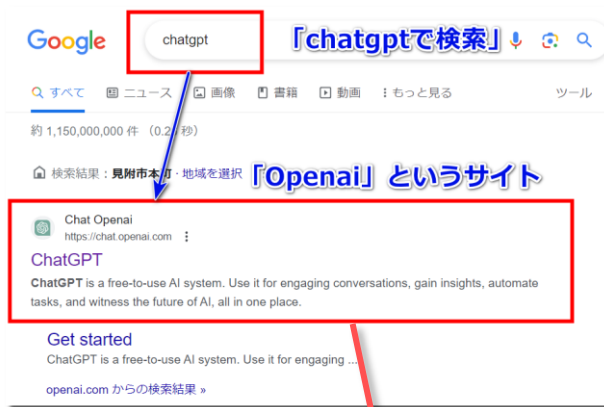 Google
chatgpt
「chatgptで検索」
すべて ニュース 画像 書籍 動画 もっと見る ツール
約 1,150,000,000 件 （0.2 秒）
検索結果：見附市本町・地域を選択
「Openai」というサイト
Chat Openai
https://chat.openai.com
ChatGPT
ChatGPT is a free-to-use AI system. Use it for engaging conversations, gain insights, automate
tasks, and witness the future of AI, all in one place.
Get started
ChatGPT is a free-to-use AI system. Use it for engaging ...
openai.com からの検索結果 »